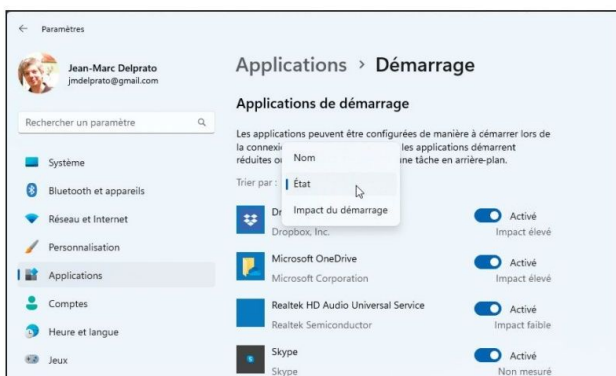 Paramètres
Jean-Marc Delprato
jmdelprato@gmail.com
Rechercher un paramètre
Système
Bluetooth et appareils
Réseau et Internet
Personnalisation
Applications
Comptes
Heure et langue
Jeux
Applications > Démarrage
Applications de démarrage
Les applications peuvent être configurées de manière à cémarrer lors de
la connexi les applications démarrent
réduites ou une tâche en arrière-plan.
Trier par :
Nom
État
Impact du démarrage
Dr
Dropbox, Inc.
Activé
Impact élevé
Microsoft OneDrive
Microsoft Corporation
Activé
Impact élevé
Realtek HD Audio Universal Service
Realtek Semiconductor
Activé
Impact faible
Skype
Skype
Activé
Non mesuré